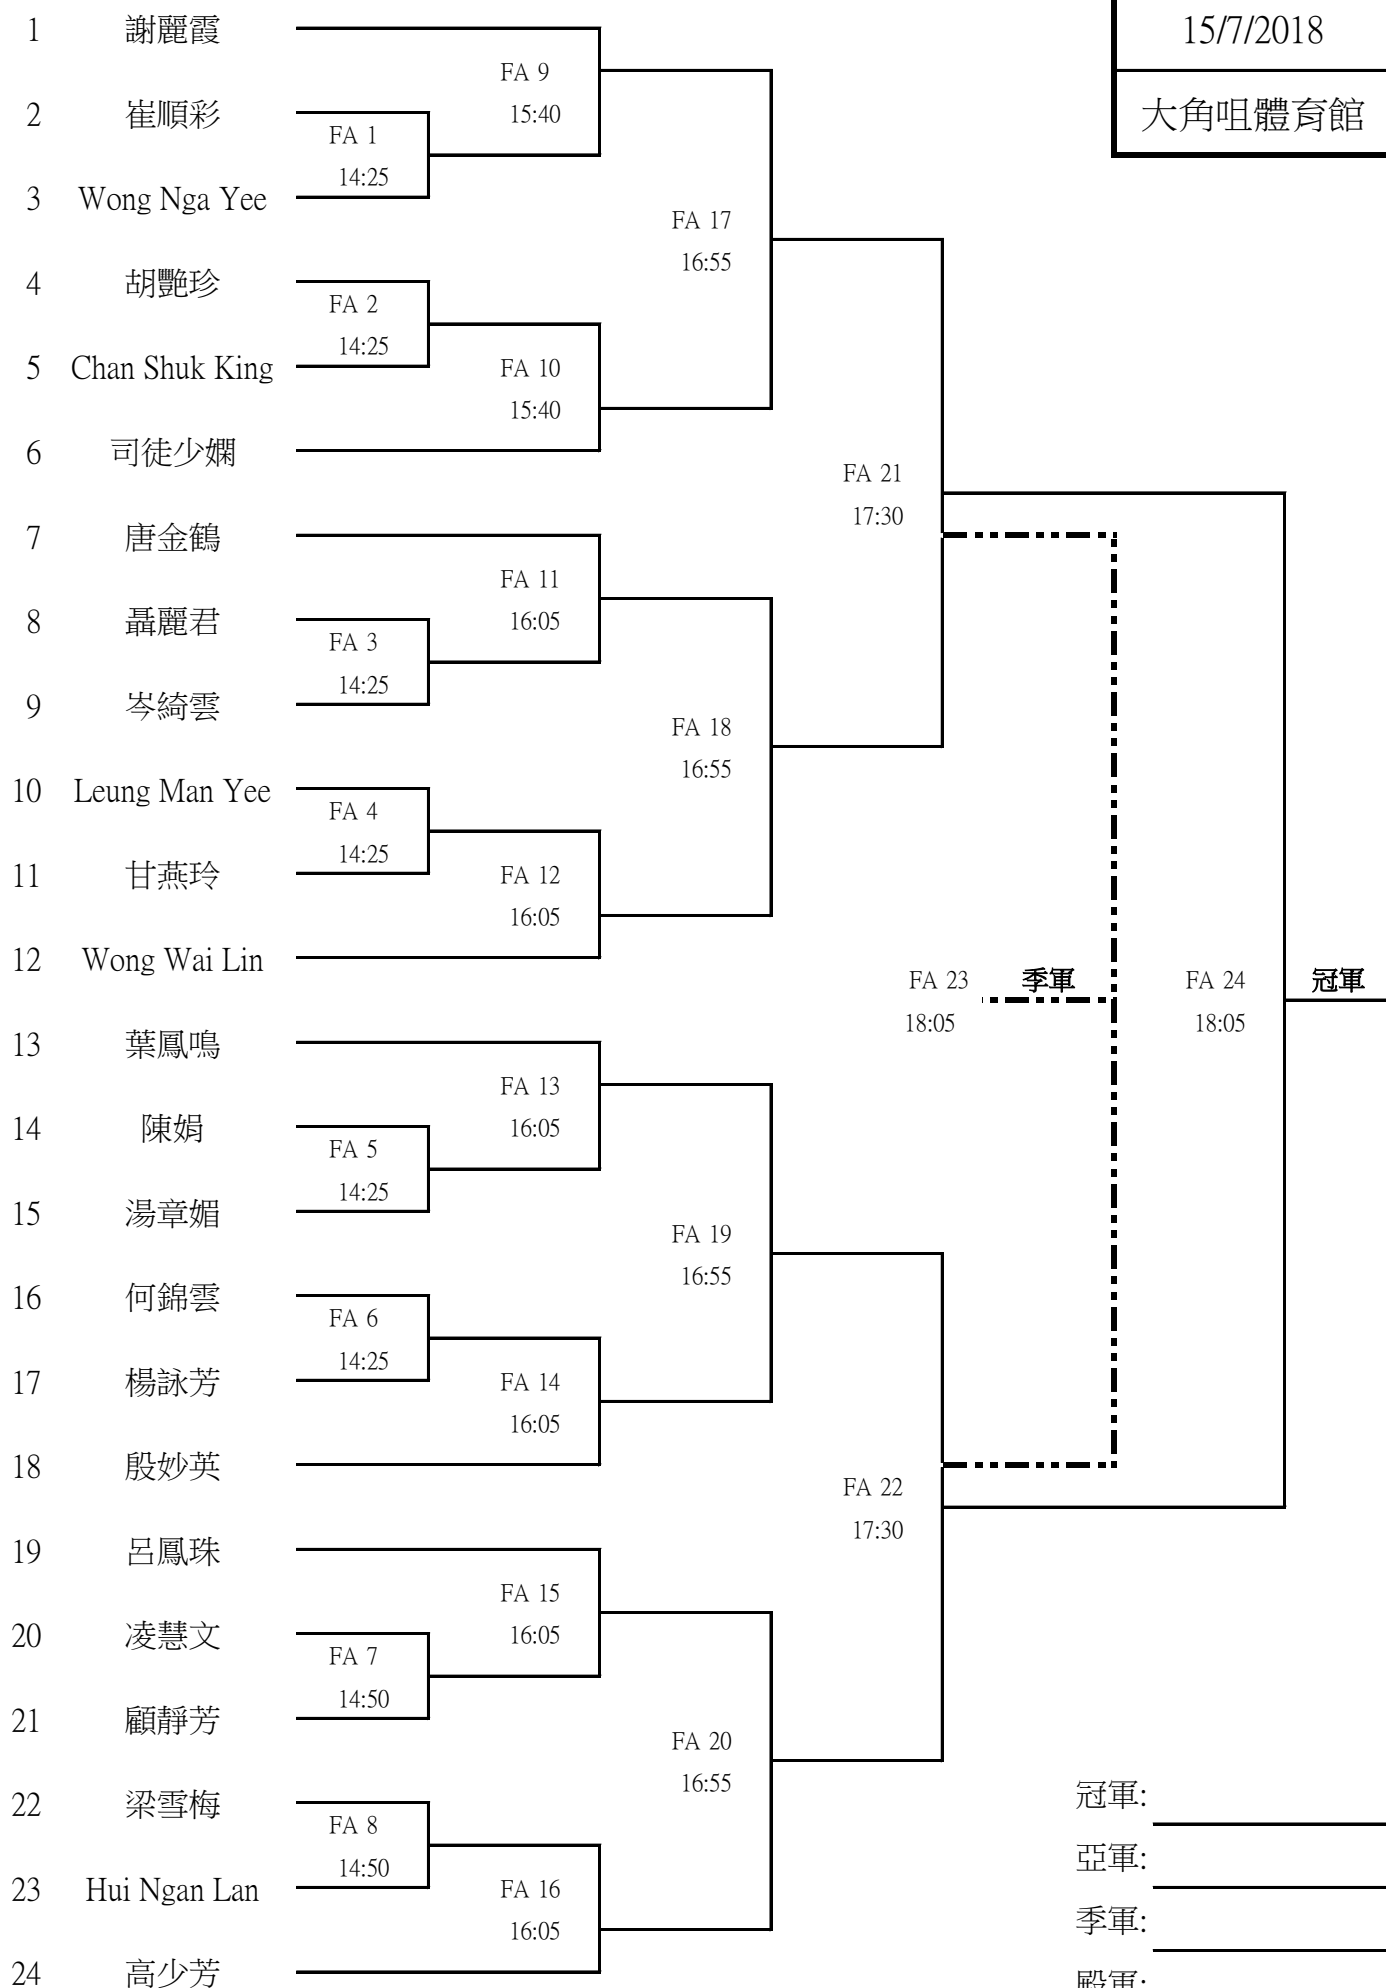 15/7/2018
大角咀體育館
1 謝麗霞
FA 9
15:40
2 崔順彩
FA 1
14:25
3 Wong Nga Yee
FA 17
16:55
4 胡艷珍
FA 2
14:25
5 Chan Shuk King
FA 10
15:40
6 司徒少嫻
FA 21
17:30
7 唐金鶴
FA 11
16:05
8 聶麗君
FA 3
14:25
9 岑綺雲
FA 18
16:55
10 Leung Man Yee
FA 4
14:25
11 甘燕玲
FA 12
16:05
12 Wong Wai Lin
FA 23 季軍
18:05
FA 24 冠軍
18:05
13 葉鳳鳴
FA 13
16:05
14 陳娟
FA 5
14:25
15 湯章媚
FA 19
16:55
16 何錦雲
FA 6
14:25
17 楊詠芳
FA 14
16:05
18 殷妙英
FA 22
17:30
19 呂鳳珠
FA 15
16:05
20 凌慧文
FA 7
14:50
21 顧靜芳
FA 20
16:55
22 梁雪梅
FA 8
14:50
23 Hui Ngan Lan
FA 16
16:05
24 高少芳
冠軍:
亞軍:
季軍:
殿軍: